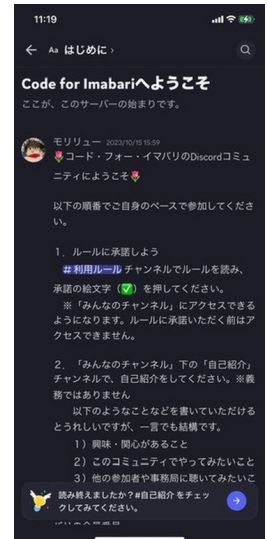 11:19
Aa はじめに ›
Code for Imabariへようこそ
ここが、このサーバーの始まりです。
モリリュー 2023/10/15 15:59
🌷コード・フォー・イマバリのDiscordコミュ
ニティにようこそ🌷
以下の順番でご自身のペースで参加してくださ
い。
１．ルールに承諾しよう
# 利用ルール チャンネルでルールを読み、
承諾の絵文字（✅）を押してください。
※「みんなのチャンネル」にアクセスできる
ようになります。ルールに承諾いただく前はア
クセスできません。
２．「みんなのチャンネル」下の「自己紹介」
チャンネルで、自己紹介をしてください。※義
務ではありません
以下のようなことなどを書いていただける
とうれしいですが、一言でも結構です。
１）興味・関心があること
２）このコミュニティでやってみたいこと
３）他の参加者や事務局に聴いてみたいこ
読み終えましたか？#自己紹介 をチェッ
クしてみてください。